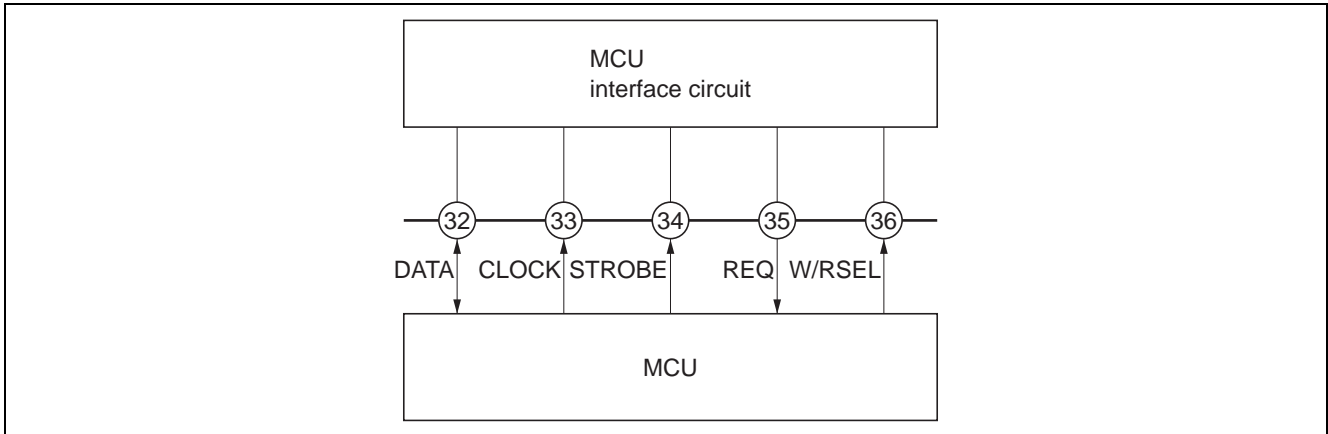 MCU
interface circuit
32 33 34 35 36
DATA CLOCK STROBE REQ W/RSEL
MCU